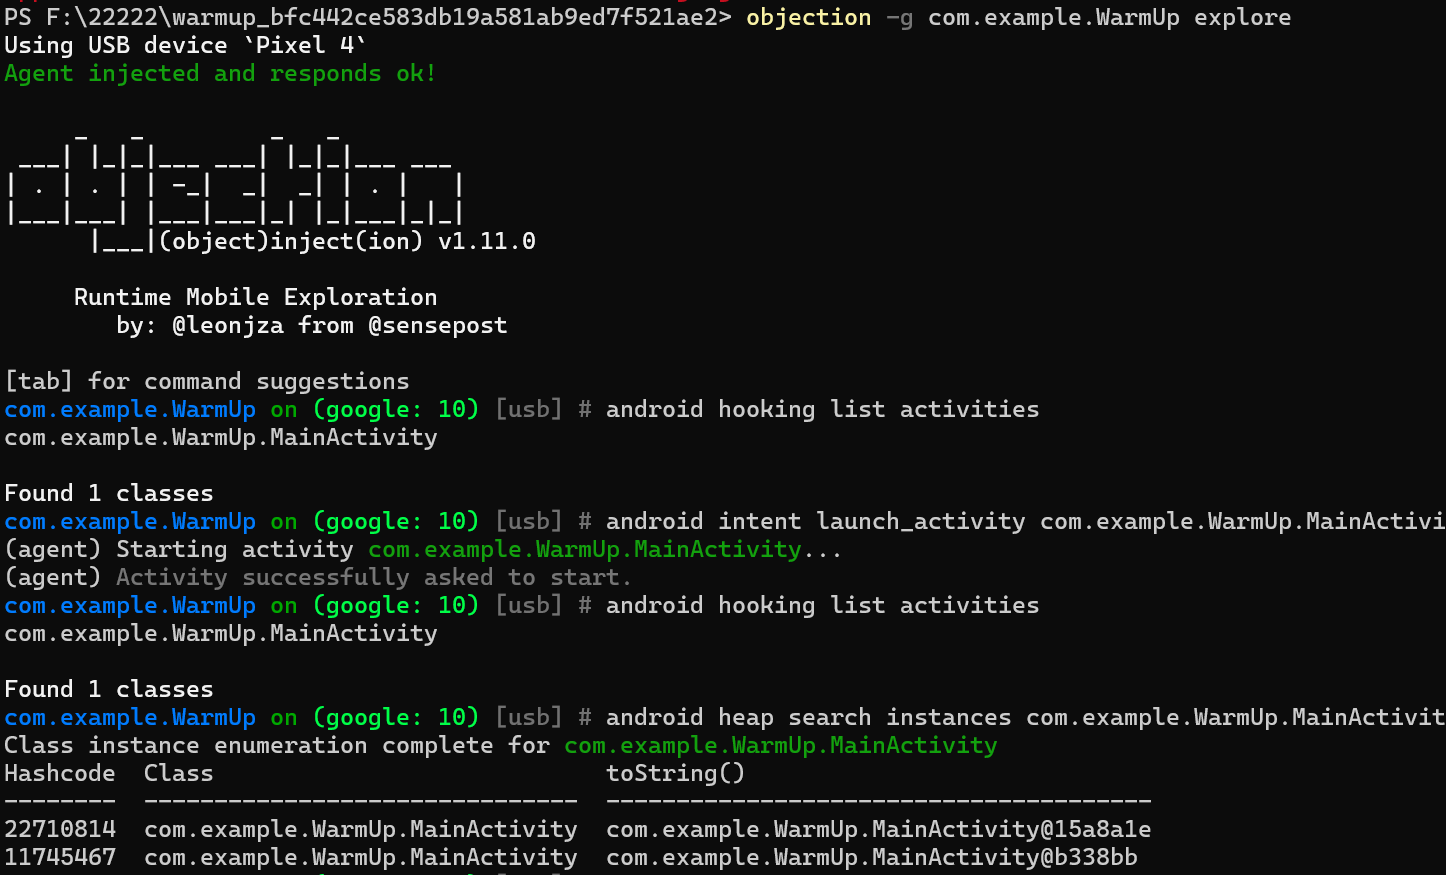 PS F:\22222\warmup_bfc442ce583db19a581ab9ed7f521ae2> objection -g com.example.WarmUp explore
Using USB device `Pixel 4`
Agent injected and responds ok!
     _   _         _   _
 ___| |_|_|___ ___| |_|_|___ ___
| . | . | | -_|  _|  _| | . |   |
|___|___| |___|___|_| |_|___|_|_|
      |___|(object)inject(ion) v1.11.0
     Runtime Mobile Exploration
        by: @leonjza from @sensepost
[tab] for command suggestions
com.example.WarmUp on (google: 10) [usb] # android hooking list activities
com.example.WarmUp.MainActivity
Found 1 classes
com.example.WarmUp on (google: 10) [usb] # android intent launch_activity com.example.WarmUp.MainActivi
(agent) Starting activity com.example.WarmUp.MainActivity...
(agent) Activity successfully asked to start.
com.example.WarmUp on (google: 10) [usb] # android hooking list activities
com.example.WarmUp.MainActivity
Found 1 classes
com.example.WarmUp on (google: 10) [usb] # android heap search instances com.example.WarmUp.MainActivit
Class instance enumeration complete for com.example.WarmUp.MainActivity
Hashcode  Class                            toString()
--------  -------------------------------  ---------------------------------------
22710814  com.example.WarmUp.MainActivity  com.example.WarmUp.MainActivity@15a8a1e
11745467  com.example.WarmUp.MainActivity  com.example.WarmUp.MainActivity@b338bb